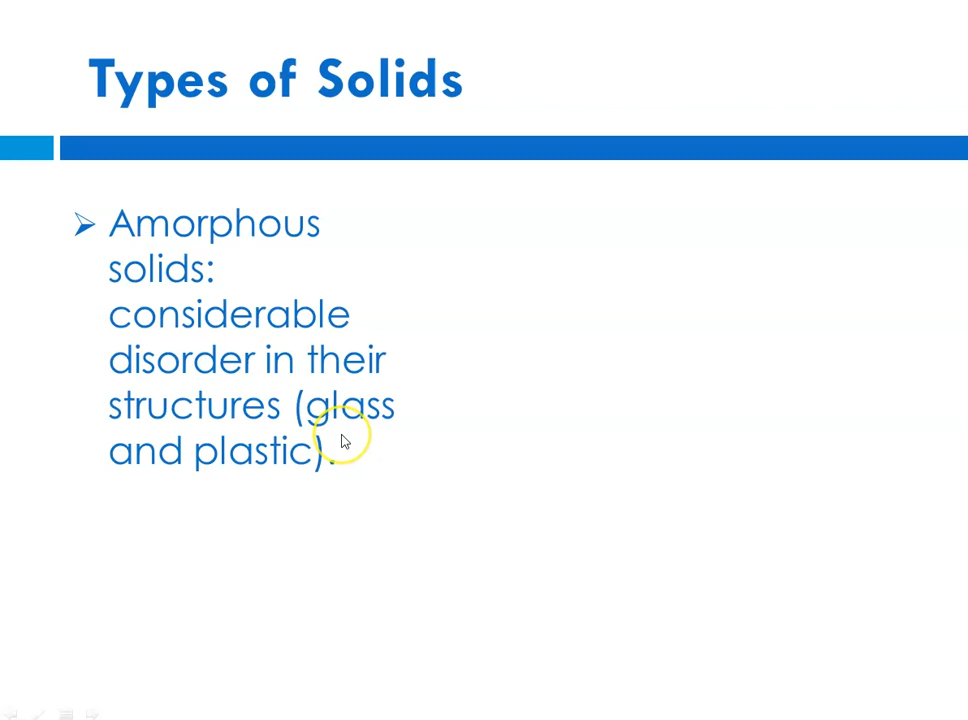 Types of Solids
Amorphous
solids:
considerable
disorder in their
structures (glass
and plastic).